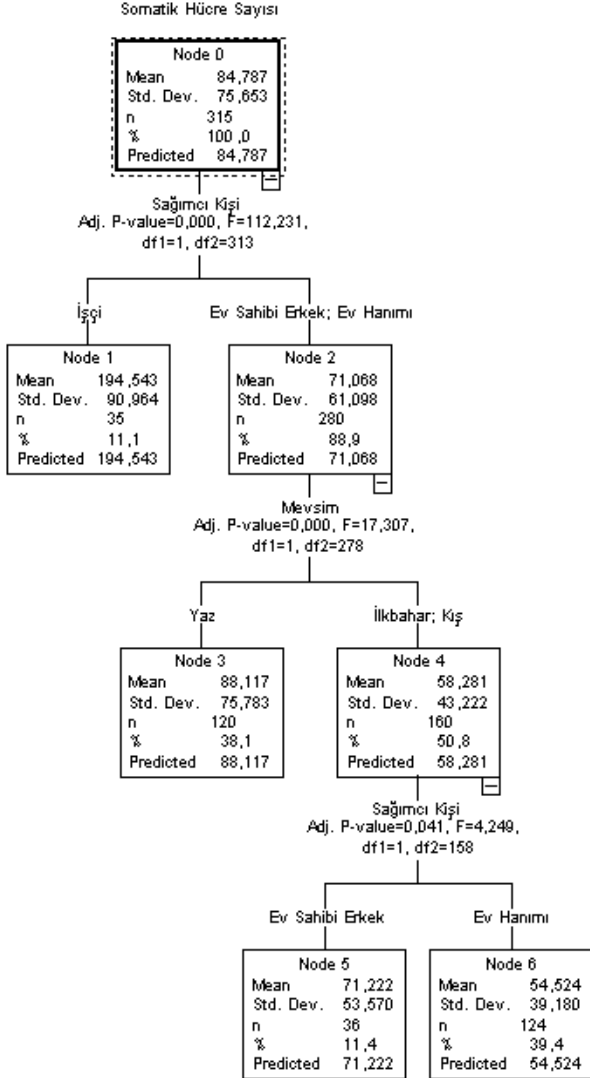 Somatik Hücre Sayısı
Node 0
Mean 84,787
Std. Dev. 75,653
n 315
% 100,0
Predicted 84,787
Sağımcı Kişi
Adj. P-value=0,000, F=112,231,
df1=1, df2=313
İşçi
Ev Sahibi Erkek; Ev Hanımı
Node 1
Mean 194,543
Std. Dev. 90,964
n 35
% 11,1
Predicted 194,543
Node 2
Mean 71,068
Std. Dev. 61,098
n 280
% 88,9
Predicted 71,068
Mevsim
Adj. P-value=0,000, F=17,307,
df1=1, df2=278
Yaz
İlkbahar; Kış
Node 3
Mean 88,117
Std. Dev. 75,783
n 120
% 38,1
Predicted 88,117
Node 4
Mean 58,281
Std. Dev. 43,222
n 160
% 50,8
Predicted 58,281
Sağımcı Kişi
Adj. P-value=0,041, F=4,249,
df1=1, df2=158
Ev Sahibi Erkek
Ev Hanımı
Node 5
Mean 71,222
Std. Dev. 53,570
n 36
% 11,4
Predicted 71,222
Node 6
Mean 54,524
Std. Dev. 39,180
n 124
% 39,4
Predicted 54,524